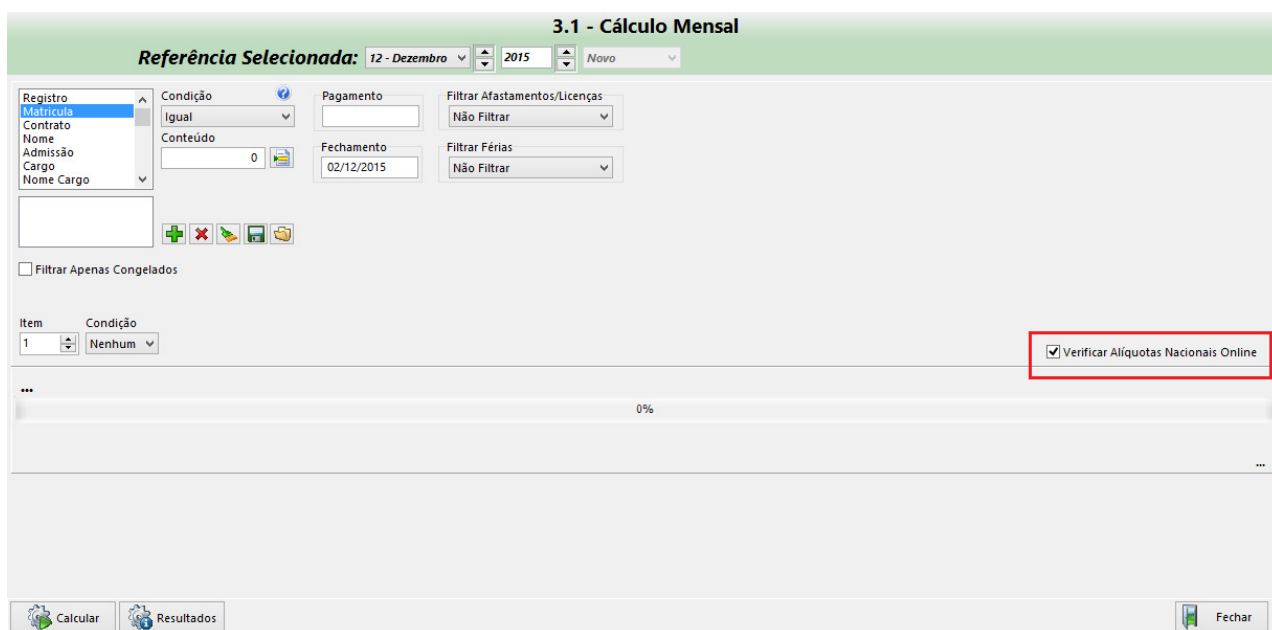 3.1 - Cálculo Mensal
Referência Selecionada: 12 - Dezembro 2015 Novo
Registro
Matricula
Contrato
Nome
Admissão
Cargo
Nome Cargo
Condição
Igual
Conteúdo
0
Pagamento
Fechamento
02/12/2015
Filtrar Afastamentos/Licenças
Não Filtrar
Filtrar Férias
Não Filtrar
Filtrar Apenas Congelados
Item Condição
1 Nenhum
Verificar Alíquotas Nacionais Online
...
0%
...
Calcular Resultados Fechar